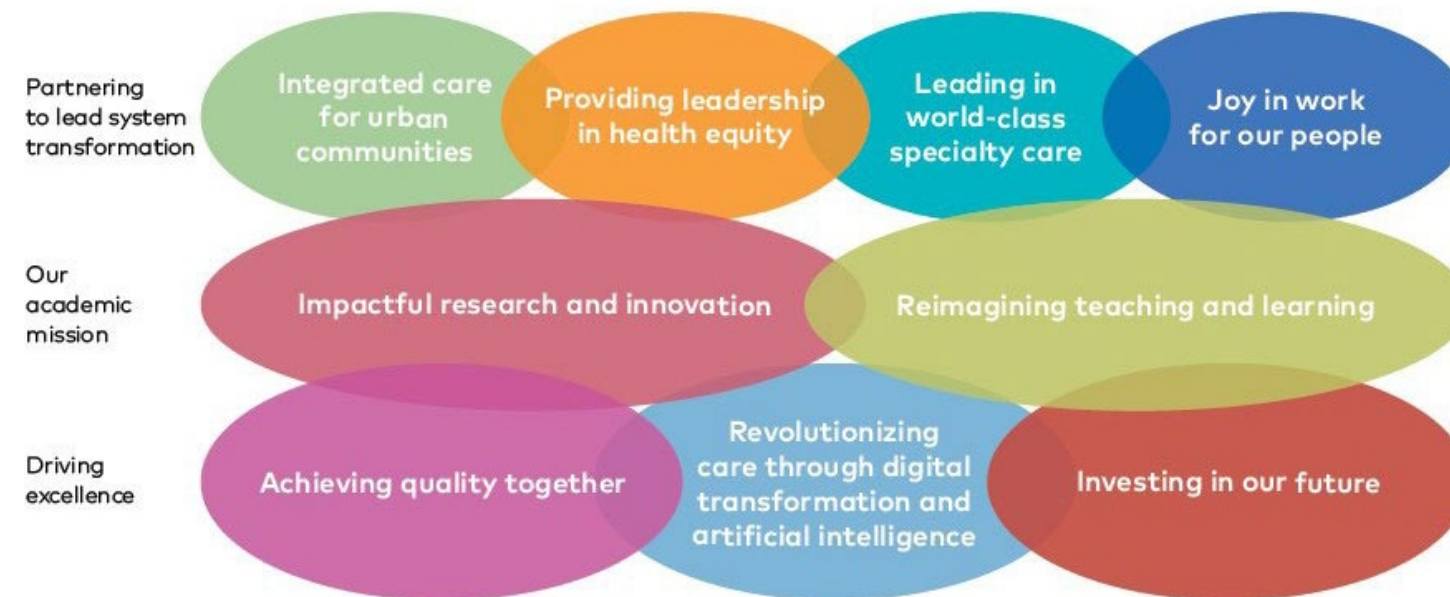 Partnering
to lead system
transformation
Integrated care
for urban
communities
Providing leadership
in health equity
Leading in
world-class
specialty care
Joy in work
for our people
Our
academic
mission
Impactful research and innovation
Reimagining teaching and learning
Driving
excellence
Achieving quality together
Revolutionizing
care through digital
transformation and
artificial intelligence
Investing in our future